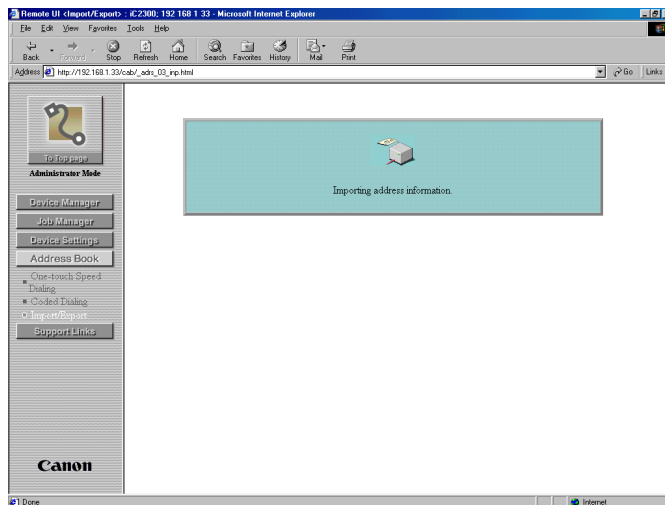 Remote UI <Import/Export> : iC2300; 192 168 1 33 - Microsoft Internet Explorer
File Edit View Favorites Tools Help
Back Forward Stop Refresh Home Search Favorites History Mail Print
Address http://192.168.1.33/cab/_adrs_03_inp.html Go Links
To Top page
Administrator Mode
Importing address information.
Device Manager
Job Manager
Device Settings
Address Book
One-touch Speed
Dialing
Coded Dialing
Import/Export
Support Links
Canon
Done Internet